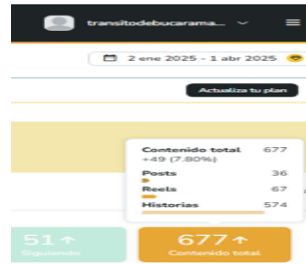 transitodebucarama...
2 ene 2025 - 1 abr 2025
Actualiza tu plan
Contenido total 677
+49 (7.80%)
Posts 36
Reels 67
Historias 574
51↑
Siguiendo
677↑
Contenido total